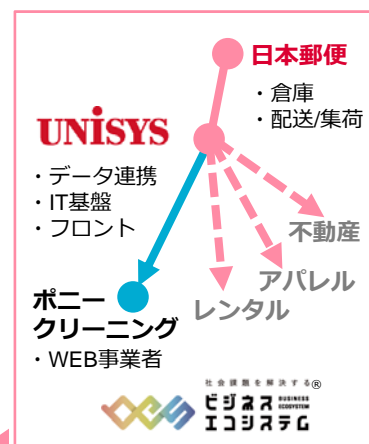 日本郵便
・倉庫
・配送/集荷
UNiSYS
・データ連携
・IT基盤
・フロント
不動産
アパレル
レンタル
ポニー
クリーニング
・WEB事業者
社会課題を解決する®
ビジネス BUSINESS ECOSYSTEM
エコシステム